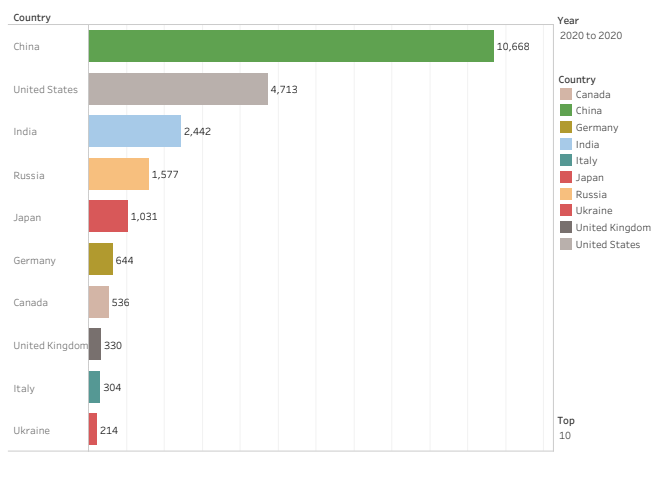 Country
China 10,668
United States 4,713
India 2,442
Russia 1,577
Japan 1,031
Germany 644
Canada 536
United Kingdom 330
Italy 304
Ukraine 214
Year
2020 to 2020
Country
Canada
China
Germany
India
Italy
Japan
Russia
Ukraine
United Kingdom
United States
Top
10